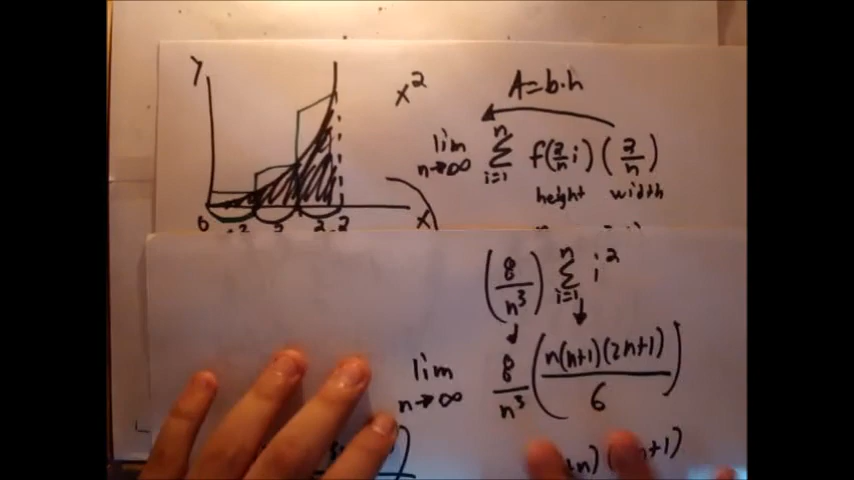 y
x²
A=b·h
lim n→∞ n Σ i=1 f(2/n i) (2/n)
height width
0 x
(8/n³) n Σ i=1 i²
lim n→∞ 8/n³ (n(n+1)(2n+1)/6)